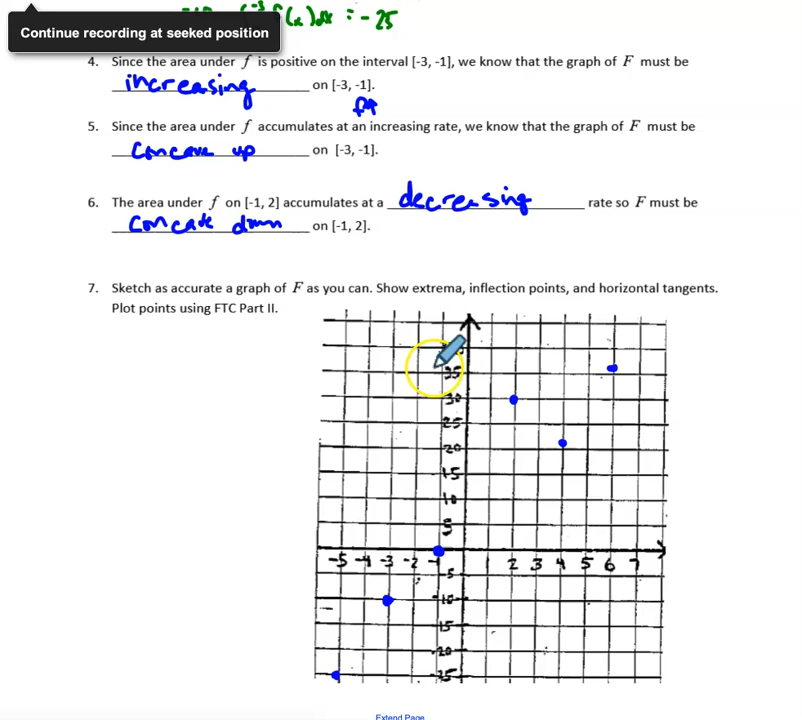 ∫ f(x)dx = -25
Continue recording at seeked position
4. Since the area under f is positive on the interval [-3, -1], we know that the graph of F must be
increasing on [-3, -1].
5. Since the area under f accumulates at an increasing rate, we know that the graph of F must be
concave up on [-3, -1].
6. The area under f on [-1, 2] accumulates at a decreasing rate so F must be
concave down on [-1, 2].
7. Sketch as accurate a graph of F as you can. Show extrema, inflection points, and horizontal tangents.
Plot points using FTC Part II.
35
30
25
20
15
10
5
-5 -4 -3 -2 -1 2 3 4 5 6 7
-5
-10
15
-20
-25
Extend Page